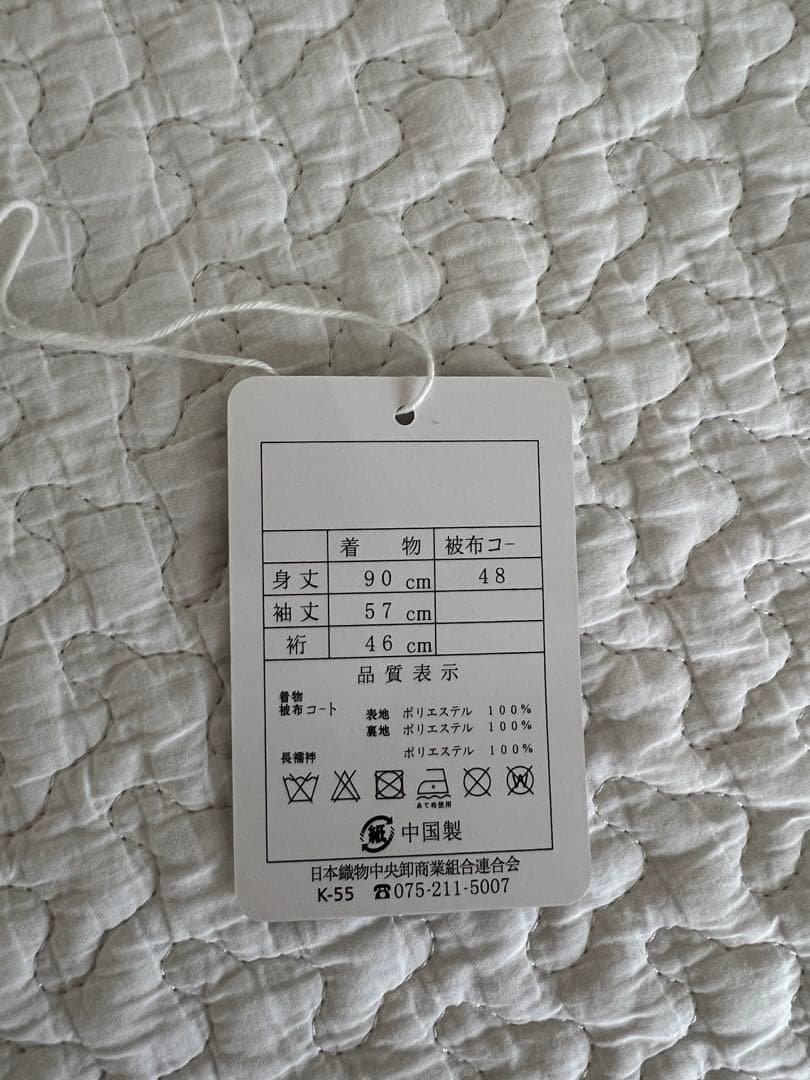 着 物 被布コ-
身丈 90 cm 48
袖丈 57 cm
裄 46 cm
品質表示
着物
被布コート 表地 ポリエステル 100%
裏地 ポリエステル 100%
長襦袢 ポリエステル 100%
あて布使用
紙 中国製
日本織物中央卸商業組合連合会
K-55 ☎075-211-5007